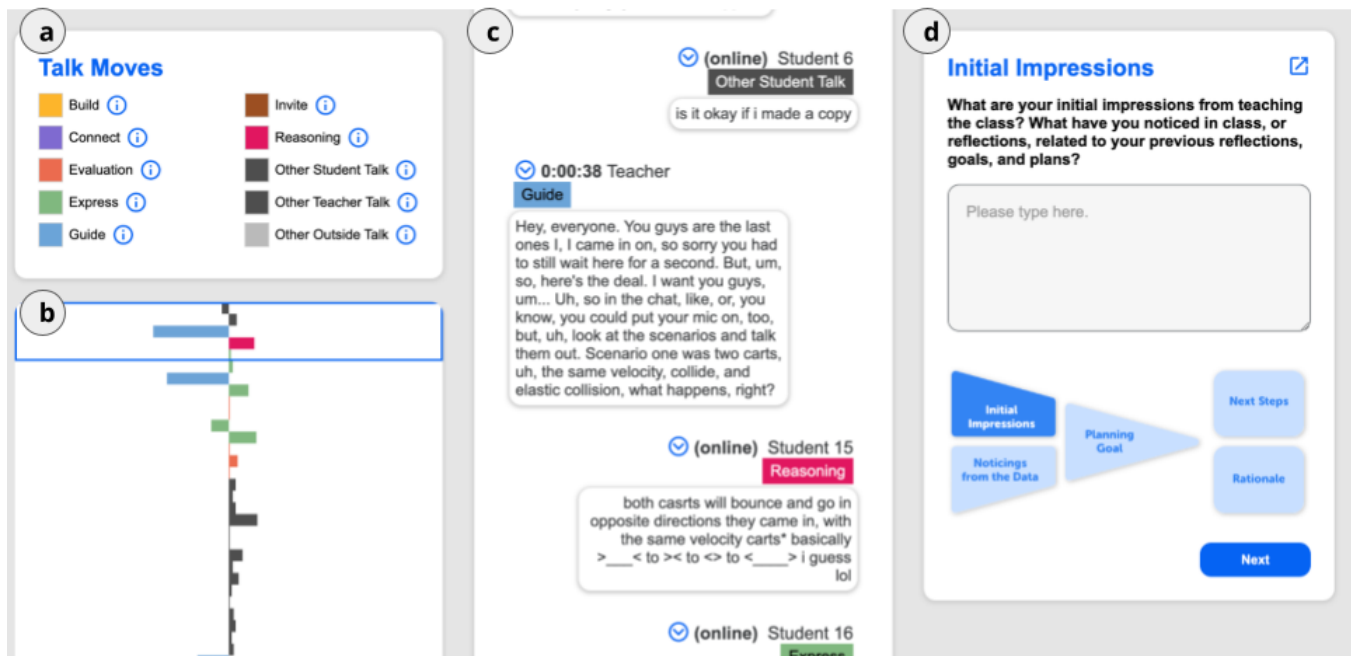 a
Talk Moves
Build
Connect
Evaluation
Express
Guide
Invite
Reasoning
Other Student Talk
Other Teacher Talk
Other Outside Talk
b
c
(online) Student 6
Other Student Talk
is it okay if i made a copy
0:00:38 Teacher
Guide
Hey, everyone. You guys are the last
ones I, I came in on, so sorry you had
to still wait here for a second. But, um,
so, here's the deal. I want you guys,
um... Uh, so in the chat, like, or, you
know, you could put your mic on, too,
but, uh, look at the scenarios and talk
them out. Scenario one was two carts,
uh, the same velocity, collide, and
elastic collision, what happens, right?
(online) Student 15
Reasoning
both casrts will bounce and go in
opposite directions they came in, with
the same velocity carts* basically
>___< to >< to <> to <____> i guess
lol
(online) Student 16
Express
d
Initial Impressions
What are your initial impressions from teaching
the class? What have you noticed in class, or
reflections, related to your previous reflections,
goals, and plans?
Please type here.
Initial
Impressions
Noticings
from the Data
Planning
Goal
Next Steps
Rationale
Next